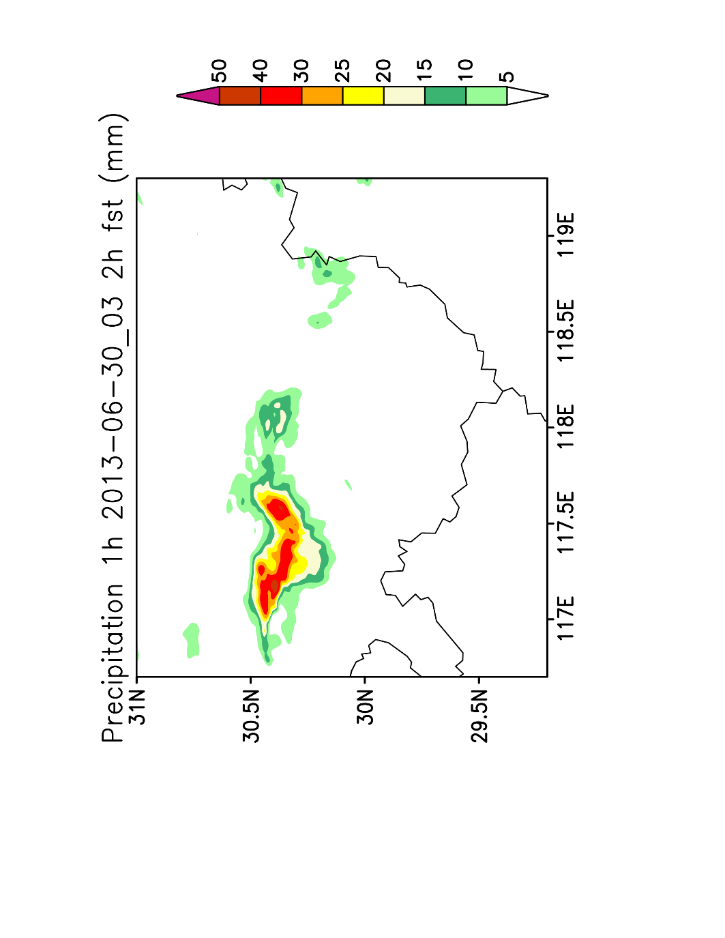 Precipitation 1h 2013−06−30_03 2h fst (mm)
31N
30.5N
30N
29.5N
117E
117.5E
118E
118.5E
119E
50
40
30
25
20
15
10
5